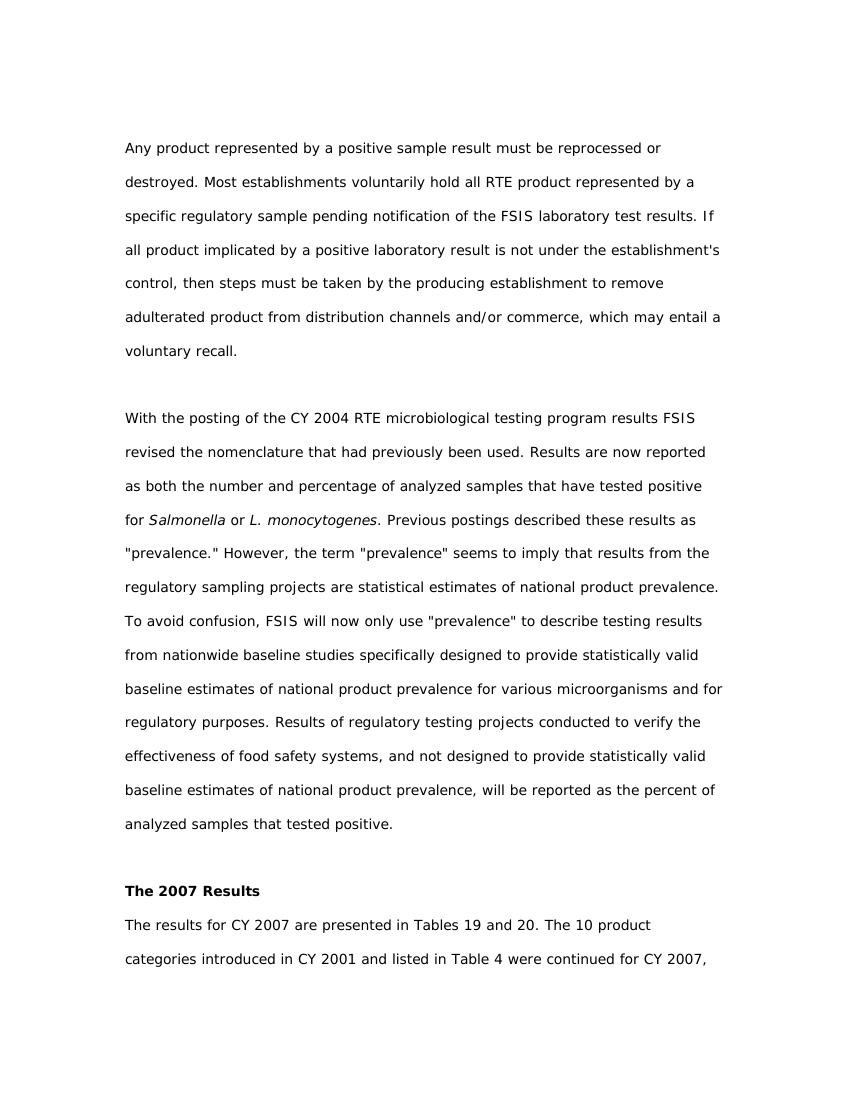 Any product represented by a positive sample result must be reprocessed or
destroyed. Most establishments voluntarily hold all RTE product represented by a
specific regulatory sample pending notification of the FSIS laboratory test results. If
all product implicated by a positive laboratory result is not under the establishment's
control, then steps must be taken by the producing establishment to remove
adulterated product from distribution channels and/or commerce, which may entail a
voluntary recall.
With the posting of the CY 2004 RTE microbiological testing program results FSIS
revised the nomenclature that had previously been used. Results are now reported
as both the number and percentage of analyzed samples that have tested positive
for Salmonella or L. monocytogenes. Previous postings described these results as
"prevalence." However, the term "prevalence" seems to imply that results from the
regulatory sampling projects are statistical estimates of national product prevalence.
To avoid confusion, FSIS will now only use "prevalence" to describe testing results
from nationwide baseline studies specifically designed to provide statistically valid
baseline estimates of national product prevalence for various microorganisms and for
regulatory purposes. Results of regulatory testing projects conducted to verify the
effectiveness of food safety systems, and not designed to provide statistically valid
baseline estimates of national product prevalence, will be reported as the percent of
analyzed samples that tested positive.
The 2007 Results
The results for CY 2007 are presented in Tables 19 and 20. The 10 product
categories introduced in CY 2001 and listed in Table 4 were continued for CY 2007,